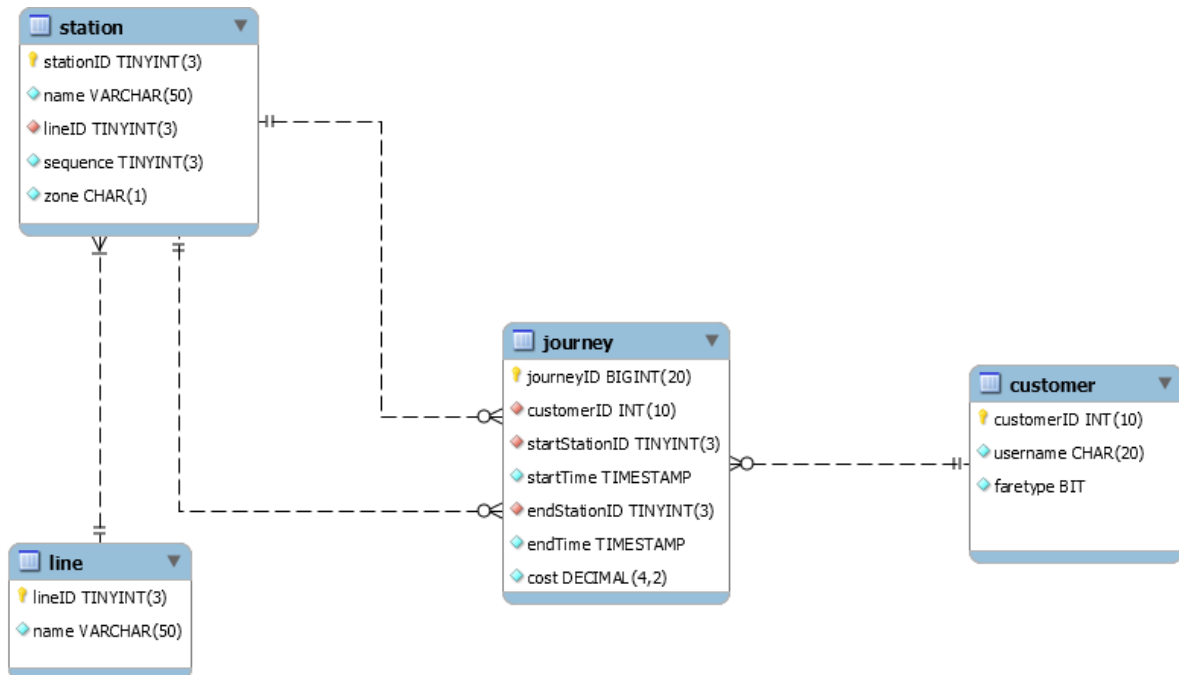 station
stationID TINYINT(3)
name VARCHAR(50)
lineID TINYINT(3)
sequence TINYINT(3)
zone CHAR(1)
journey
journeyID BIGINT(20)
customerID INT(10)
startStationID TINYINT(3)
startTime TIMESTAMP
endStationID TINYINT(3)
endTime TIMESTAMP
cost DECIMAL(4,2)
customer
customerID INT(10)
username CHAR(20)
faretype BIT
line
lineID TINYINT(3)
name VARCHAR(50)